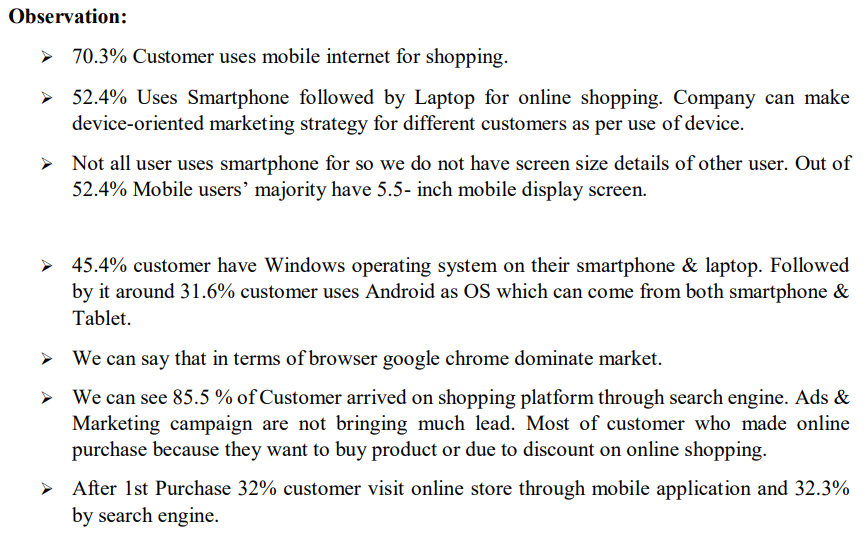 Observation:
➢ 70.3% Customer uses mobile internet for shopping.
➢ 52.4% Uses Smartphone followed by Laptop for online shopping. Company can make
device-oriented marketing strategy for different customers as per use of device.
➢ Not all user uses smartphone for so we do not have screen size details of other user. Out of
52.4% Mobile users’ majority have 5.5- inch mobile display screen.
➢ 45.4% customer have Windows operating system on their smartphone & laptop. Followed
by it around 31.6% customer uses Android as OS which can come from both smartphone &
Tablet.
➢ We can say that in terms of browser google chrome dominate market.
➢ We can see 85.5 % of Customer arrived on shopping platform through search engine. Ads &
Marketing campaign are not bringing much lead. Most of customer who made online
purchase because they want to buy product or due to discount on online shopping.
➢ After 1st Purchase 32% customer visit online store through mobile application and 32.3%
by search engine.